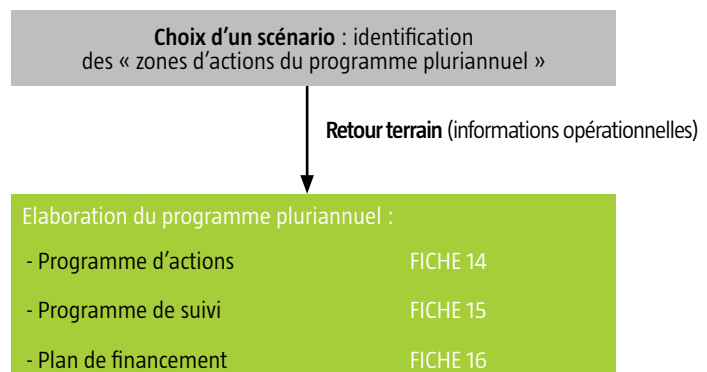 Choix d'un scénario : identification
des « zones d'actions du programme pluriannuel »
Retour terrain (informations opérationnelles)
Elaboration du programme pluriannuel :
- Programme d'actions FICHE 14
- Programme de suivi FICHE 15
- Plan de financement FICHE 16